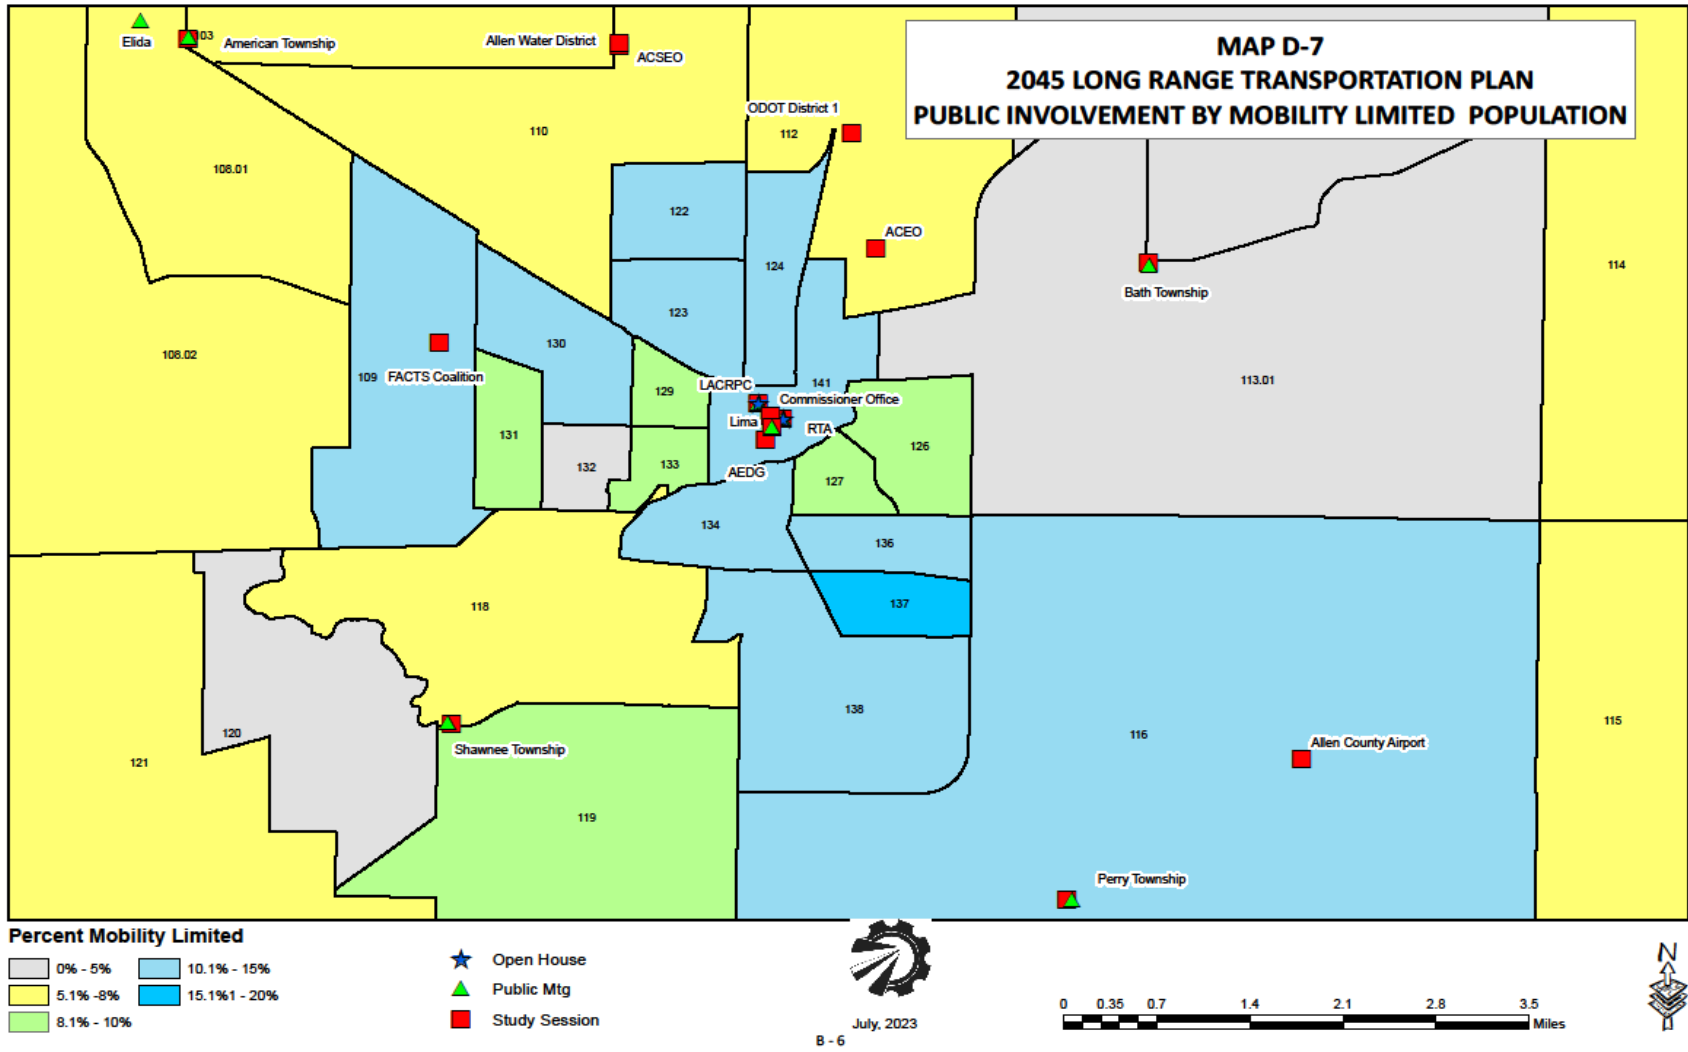 MAP D-7
2045 LONG RANGE TRANSPORTATION PLAN
PUBLIC INVOLVEMENT BY MOBILITY LIMITED POPULATION
Elida
03
American Township
Allen Water District
ACSEO
ODOT District 1
110
112
108.01
122
124
ACEO
114
Bath Township
123
130
108.02
109
FACTS Coalition
141
113.01
LACRPC
129
Commissioner Office
Lima
RTA
131
126
132
133
AEDG
127
134
136
118
137
138
120
116
115
Shawnee Township
Allen County Airport
121
119
Perry Township
Percent Mobility Limited
0% - 5%
10.1% - 15%
5.1% -8%
15.1%1 - 20%
8.1% - 10%
Open House
Public Mtg
Study Session
July, 2023
B - 6
0 0.35 0.7 1.4 2.1 2.8 3.5
Miles
N